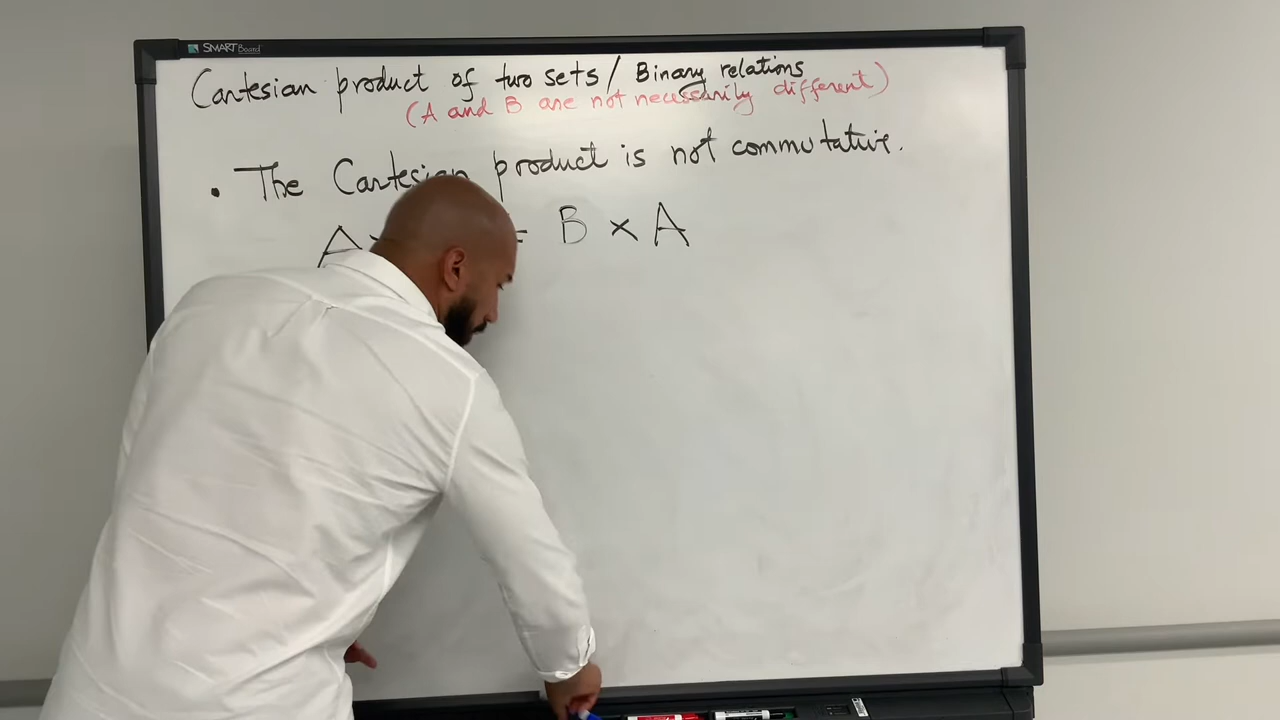 SMART Board
Cartesian product of two sets / Binary relations
(A and B are not necessarily different)
• The Cartesian product is not commutative.
A = B × A